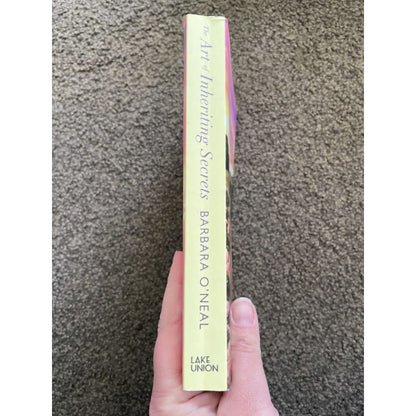 The Art of Inheriting Secrets BARBARA O'NEAL
LAKE
UNION